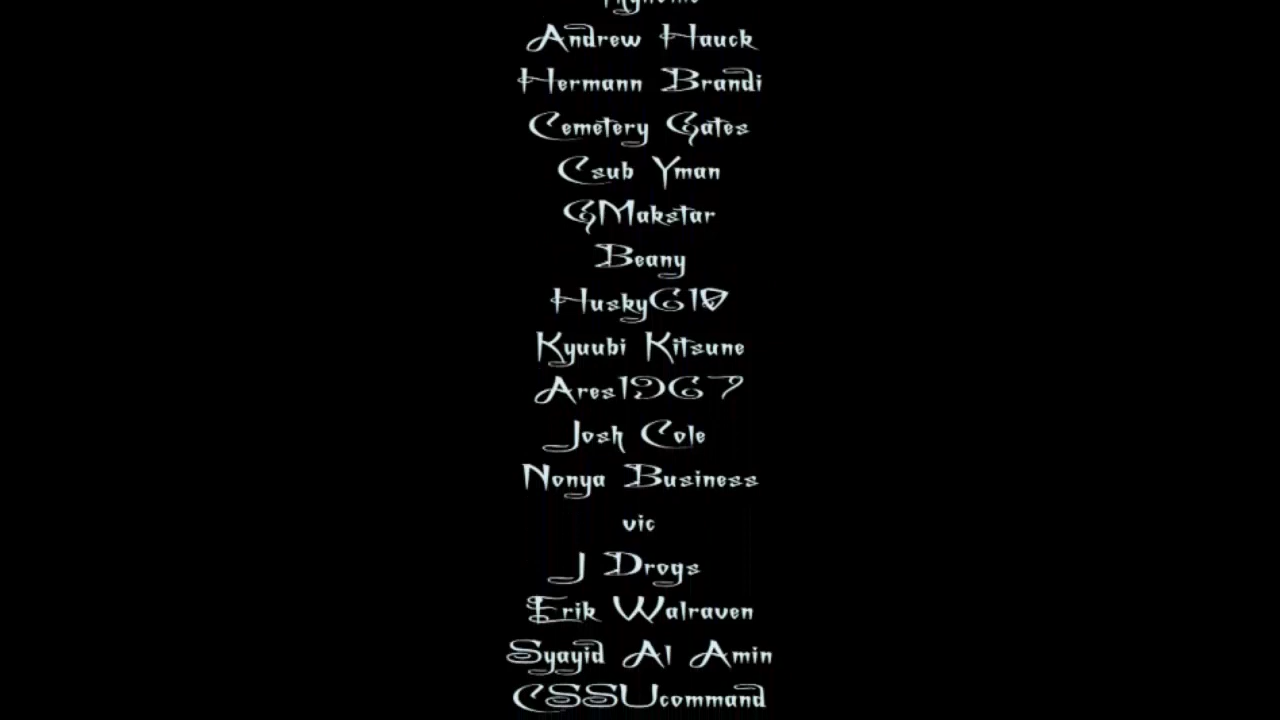 Andrew Hauck
Hermann Brandi
Cemetery Gates
Csub Yman
GMakstar
Beany
Husky610
Kyuubi Kitsune
Ares1967
Josh Cole
Nonya Business
vic
J Drogs
Erik Walraven
Syayid Al Amin
CSSUcommand